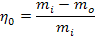 η₀ = (mᵢ − mₒ) / mᵢ